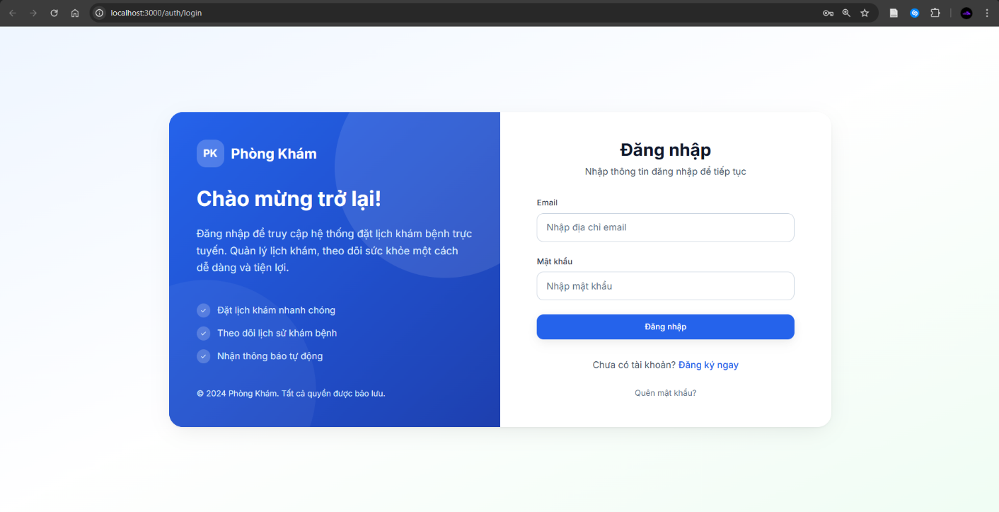 localhost:3000/auth/login
PK Phòng Khám
Chào mừng trở lại!
Đăng nhập để truy cập hệ thống đặt lịch khám bệnh trực
tuyến. Quản lý lịch khám, theo dõi sức khỏe một cách
dễ dàng và tiện lợi.
Đặt lịch khám nhanh chóng
Theo dõi lịch sử khám bệnh
Nhận thông báo tự động
© 2024 Phòng Khám. Tất cả quyền được bảo lưu.
Đăng nhập
Nhập thông tin đăng nhập để tiếp tục
Email
Nhập địa chỉ email
Mật khẩu
Nhập mật khẩu
Đăng nhập
Chưa có tài khoản? Đăng ký ngay
Quên mật khẩu?